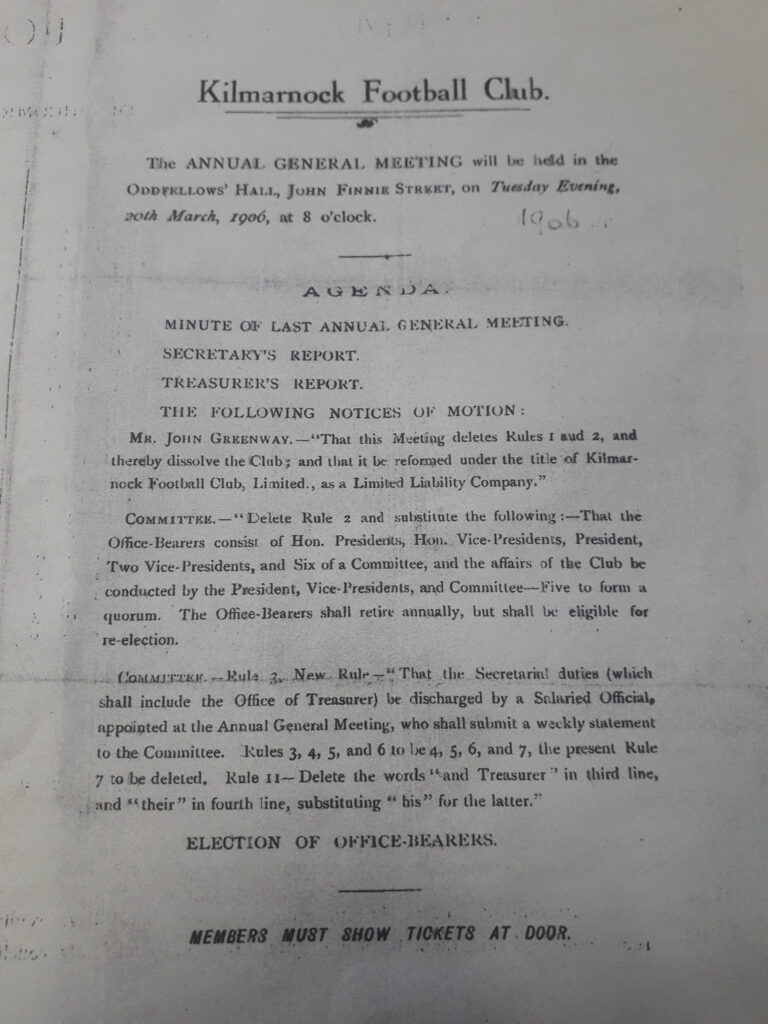 Kilmarnock Football Club.
The ANNUAL GENERAL MEETING will be held in the
ODDFELLOWS' HALL, JOHN FINNIE STREET, on Tuesday Evening,
20th March, 1906, at 8 o'clock.
1906
AGENDA.
MINUTE OF LAST ANNUAL GENERAL MEETING.
SECRETARY'S REPORT.
TREASURER'S REPORT.
THE FOLLOWING NOTICES OF MOTION:
MR. JOHN GREENWAY.—"That this Meeting deletes Rules 1 aud 2, and
thereby dissolve the Club; and that it be reformed under the title of Kilmar-
nock Football Club, Limited., as a Limited Liability Company."
COMMITTEE.—"Delete Rule 2 and substitute the following:—That the
Office-Bearers consist of Hon. Presidents, Hon. Vice-Presidents, President,
Two Vice-Presidents, and Six of a Committee, and the affairs of the Club be
conducted by the President, Vice-Presidents, and Committee—Five to form a
quorum. The Office-Bearers shall retire annually, but shall be eligible for
re-election.
COMMITTEE.—Rule 3, New Rule—"That the Secretarial duties (which
shall include the Office of Treasurer) be discharged by a Salaried Official,
appointed at the Annual General Meeting, who shall submit a weekly statement
to the Committee. Rules 3, 4, 5, and 6 to be 4, 5, 6, and 7, the present Rule
7 to be deleted. Rule 11—Delete the words "and Treasurer" in third line,
and "their" in fourth line, substituting "his" for the latter."
ELECTION OF OFFICE-BEARERS.
MEMBERS MUST SHOW TICKETS AT DOOR.